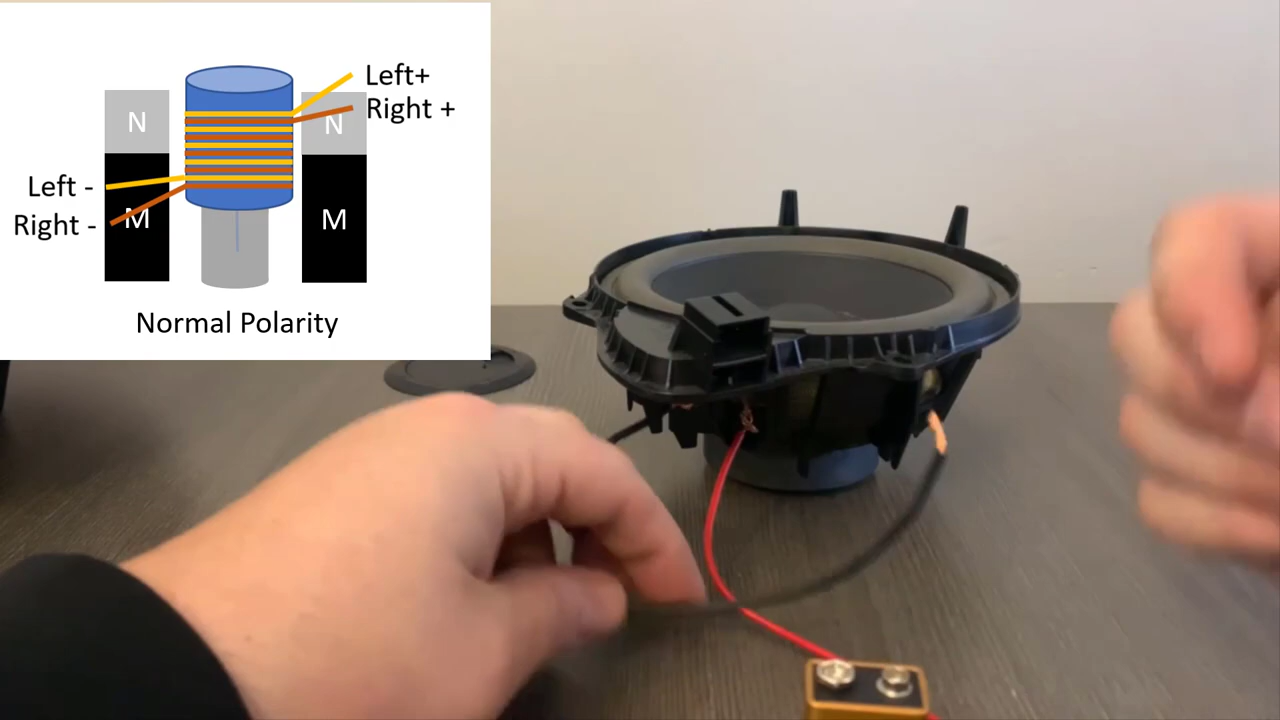 Left+
N
N
Right +
Left -
M
M
Right -
Normal Polarity